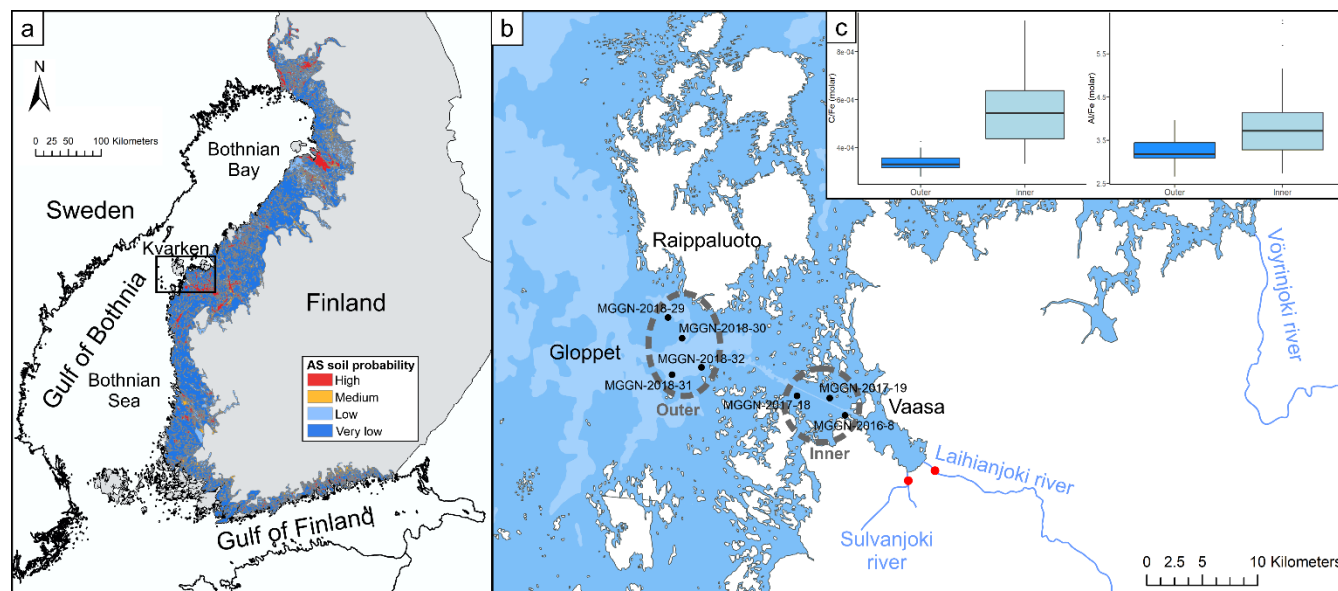 a
N
0 25 50 100 Kilometers
Bothnian
Bay
Sweden
Kvarken
Finland
Gulf of Bothnia
Bothnian
Sea
AS soil probability
High
Medium
Low
Very low
Gulf of Finland
b
Raippaluoto
MGGN-2018-29
MGGN-2018-30
Gloppet
MGGN-2018-32
MGGN-2018-31
Outer
MGGN-2017-19
MGGN-2017-18
MGGN-2016-8
Inner
Vaasa
Laihianjoki river
Sulvanjoki
river
Vöyrinjoki river
0 2.5 5 10 Kilometers
c
C/Fe (molar)
8e-04
6e-04
4e-04
Outer
Inner
Al/Fe (molar)
5.5
4.5
3.5
2.5
Outer
Inner